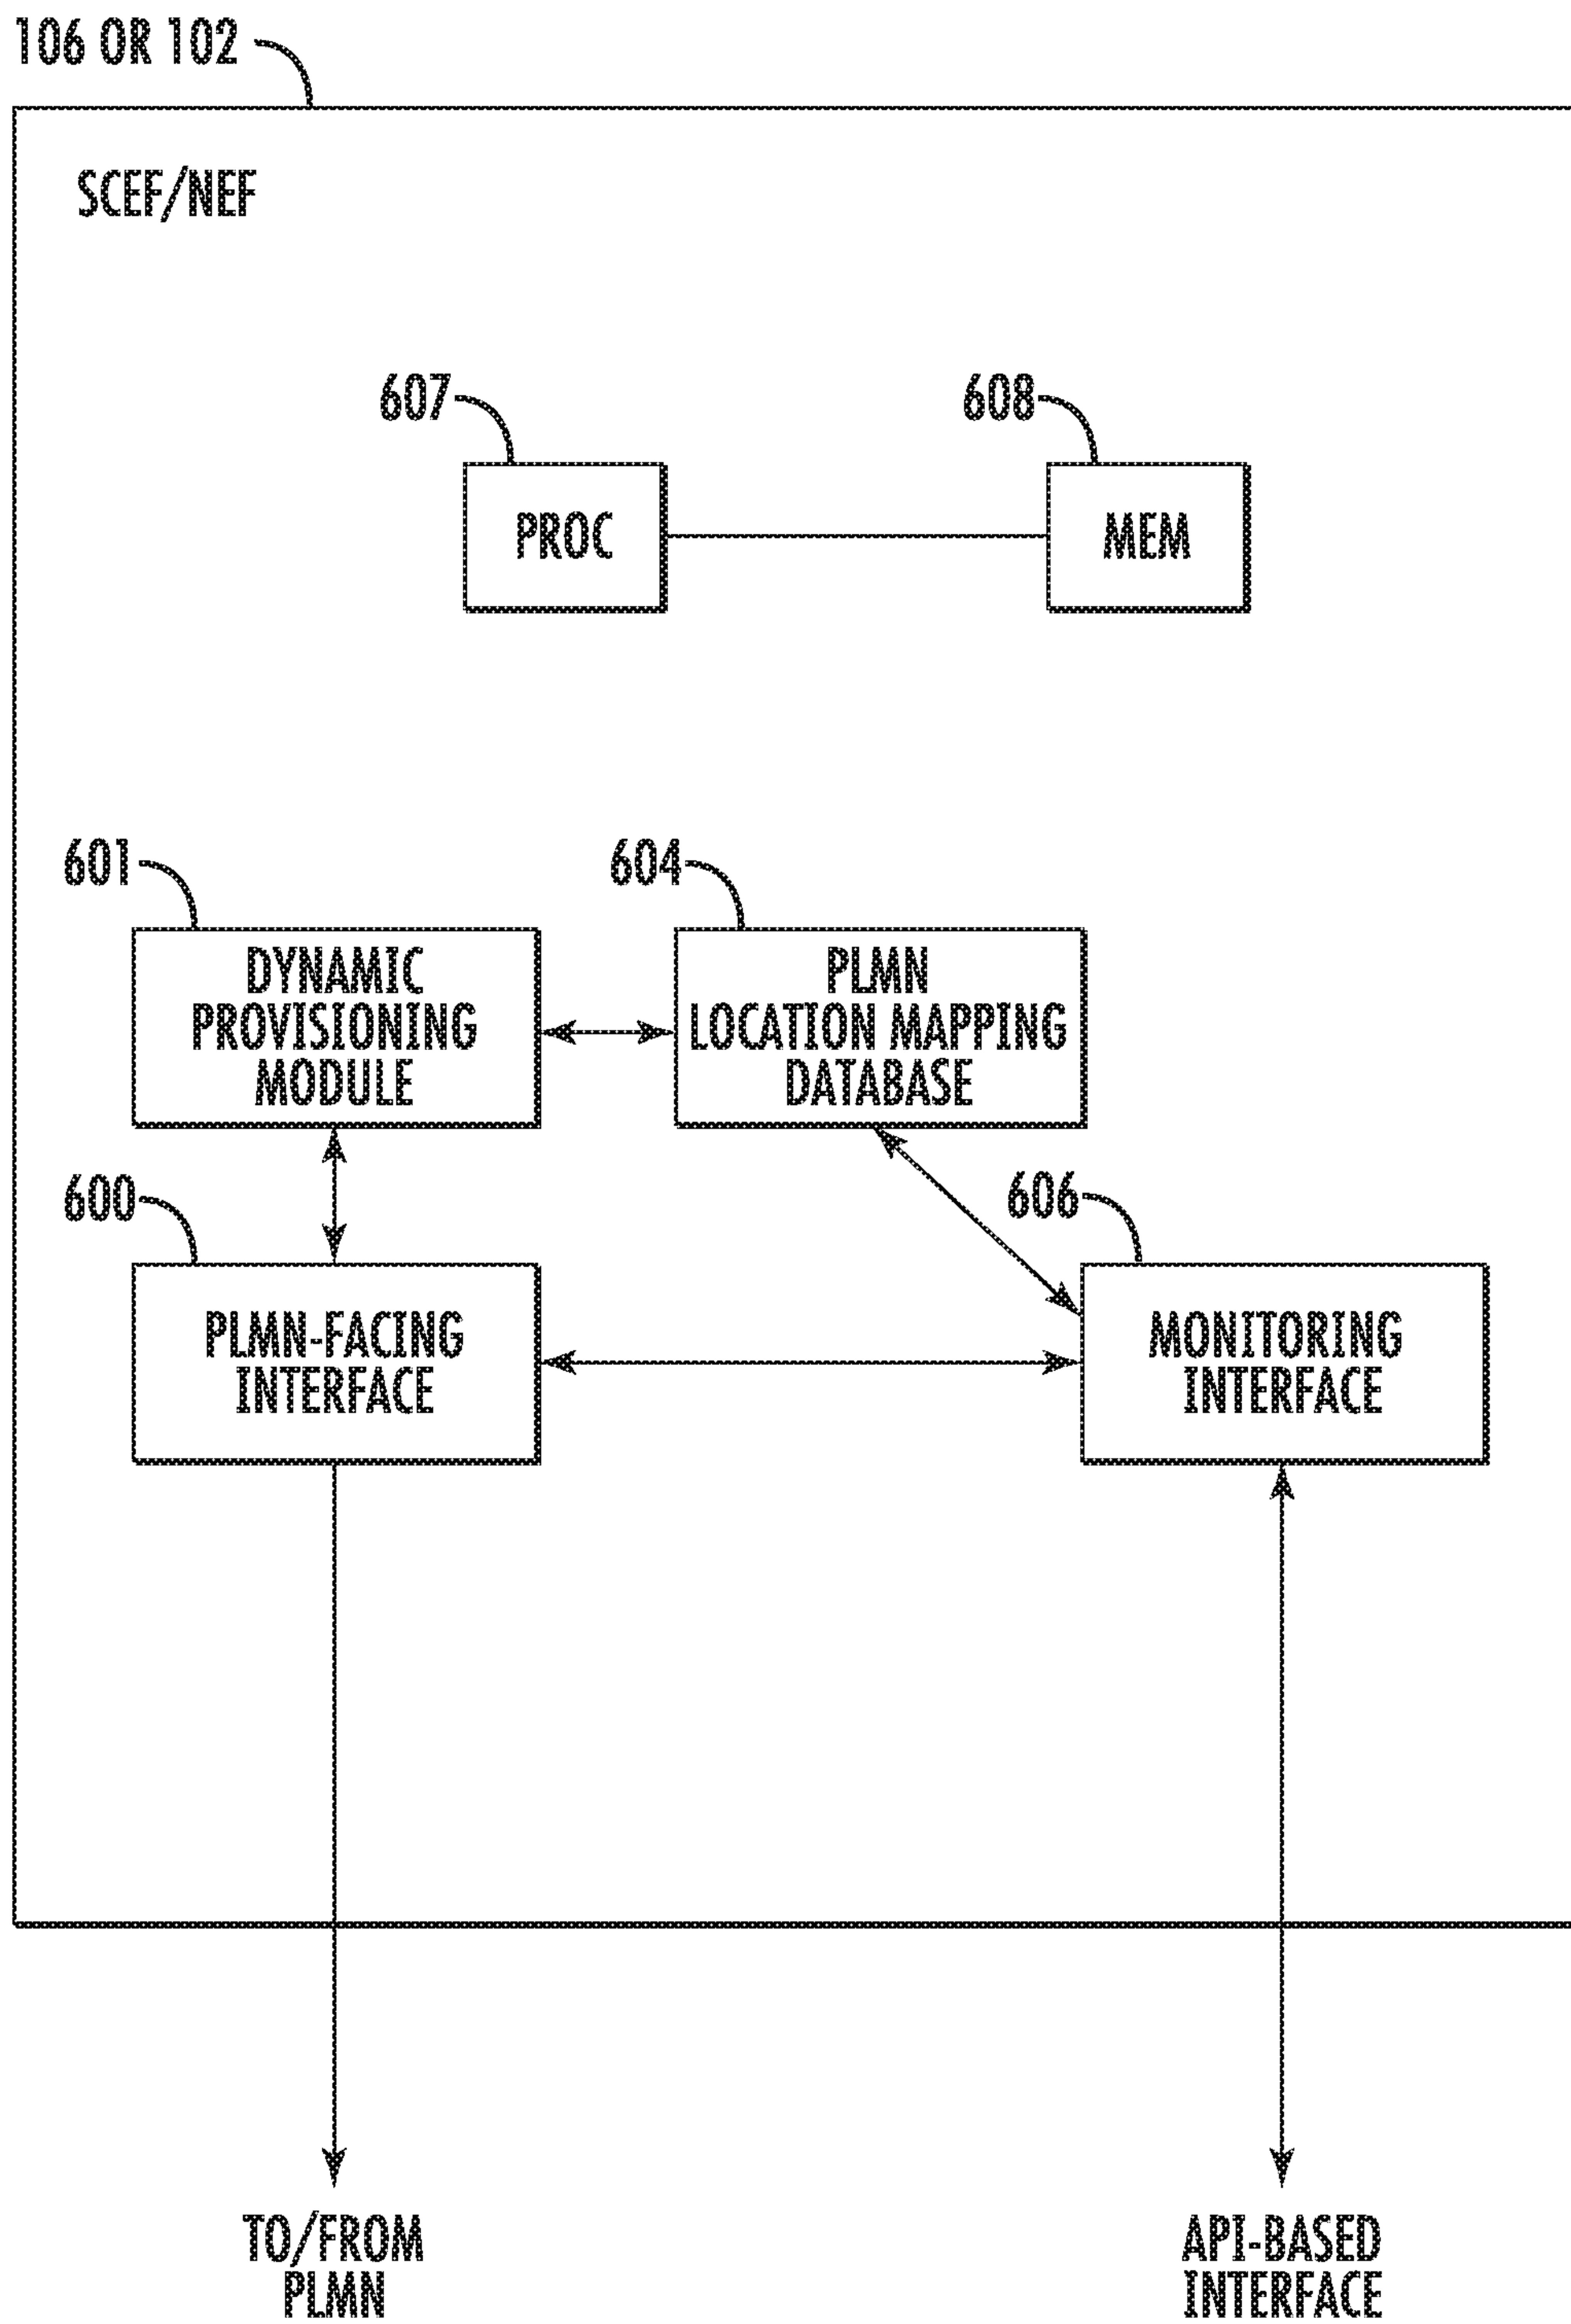 106 OR 102
SCEF/NEF
607
608
PROC
MEM
601
604
DYNAMIC
PROVISIONING
MODULE
PLMN
LOCATION MAPPING
DATABASE
600
606
PLMN-FACING
INTERFACE
MONITORING
INTERFACE
TO/FROM
PLMN
API-BASED
INTERFACE